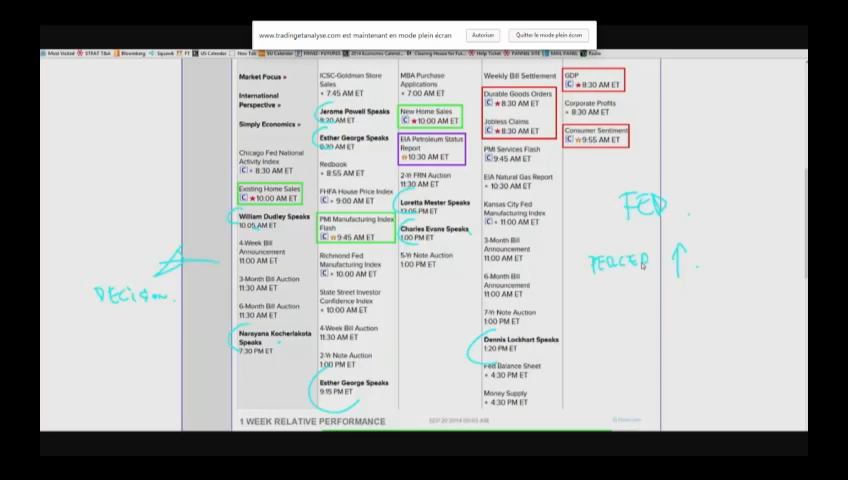 www.tradingetanalyse.com est maintenant en mode plein écran
Autoriser
Quitter le mode plein écran
Most Visited
STRAT T&A
Bloomberg
Squawk
FT
US Calendar
New Tab
Market Focus »
International
Perspective »
Simply Economics »
Chicago Fed National
Activity Index
8:30 AM ET
Existing Home Sales
10:00 AM ET
William Dudley Speaks
10:05 AM ET
4-Week Bill
Announcement
11:00 AM ET
3-Month Bill Auction
11:30 AM ET
6-Month Bill Auction
11:30 AM ET
Narayana Kocherlakota
Speaks
7:30 PM ET
ICSC-Goldman Store
Sales
7:45 AM ET
Jerome Powell Speaks
8:20 AM ET
Esther George Speaks
8:30 AM ET
Redbook
8:55 AM ET
FHFA House Price Index
9:00 AM ET
PMI Manufacturing Index
Flash
9:45 AM ET
Richmond Fed
Manufacturing Index
10:00 AM ET
State Street Investor
Confidence Index
10:00 AM ET
4-Week Bill Auction
11:30 AM ET
2-Yr Note Auction
1:00 PM ET
Esther George Speaks
9:15 PM ET
MBA Purchase
Applications
7:00 AM ET
New Home Sales
10:00 AM ET
EIA Petroleum Status
Report
10:30 AM ET
2-Yr FRN Auction
11:30 AM ET
Loretta Mester Speaks
12:05 PM ET
Charles Evans Speaks
1:00 PM ET
5-Yr Note Auction
1:00 PM ET
Weekly Bill Settlement
Durable Goods Orders
8:30 AM ET
Jobless Claims
8:30 AM ET
PMI Services Flash
9:45 AM ET
EIA Natural Gas Report
10:30 AM ET
Kansas City Fed
Manufacturing Index
11:00 AM ET
3-Month Bill
Announcement
11:00 AM ET
6-Month Bill
Announcement
11:00 AM ET
7-Yr Note Auction
1:00 PM ET
Dennis Lockhart Speaks
1:20 PM ET
Fed Balance Sheet
4:30 PM ET
Money Supply
4:30 PM ET
GDP
8:30 AM ET
Corporate Profits
8:30 AM ET
Consumer Sentiment
9:55 AM ET
FED
DECISION
1 WEEK RELATIVE PERFORMANCE